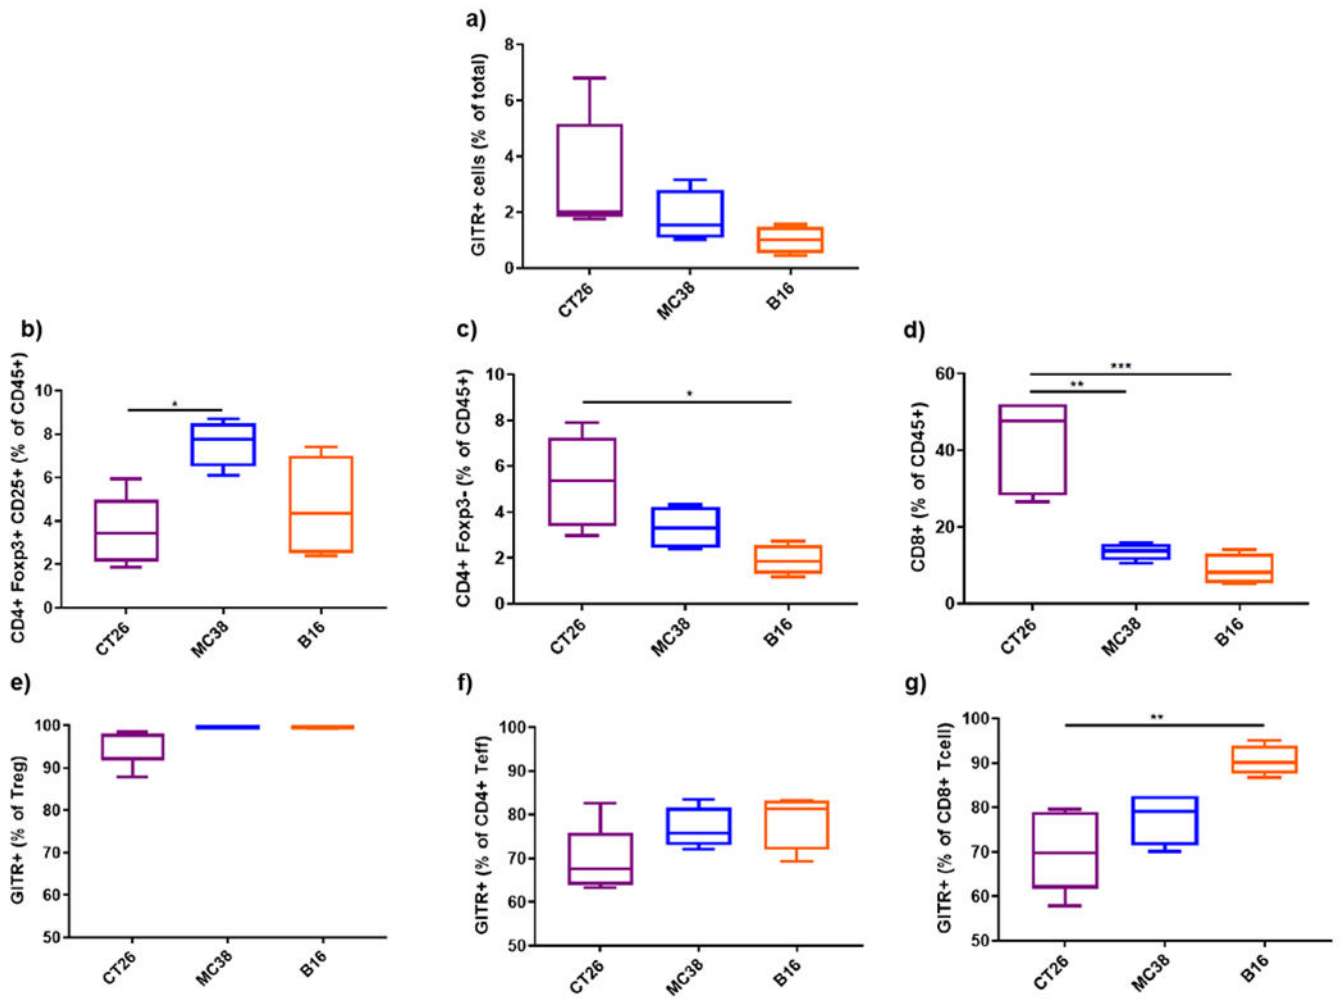 a)
GITR+ cells (% of total)
8
6
4
2
0
CT26
MC38
B16
b)
CD4+ Foxp3+ CD25+ (% of CD45+)
10
8
6
4
2
0
*
CT26
MC38
B16
c)
CD4+ Foxp3- (% of CD45+)
10
8
6
4
2
0
*
CT26
MC38
B16
d)
CD8+ (% of CD45+)
60
40
20
0
***
**
CT26
MC38
B16
e)
GITR+ (% of Treg)
100
90
80
70
60
50
CT26
MC38
B16
f)
GITR+ (% of CD4+ Teff)
100
90
80
70
60
50
CT26
MC38
B16
g)
GITR+ (% of CD8+ Tcell)
100
90
80
70
60
50
**
CT26
MC38
B16